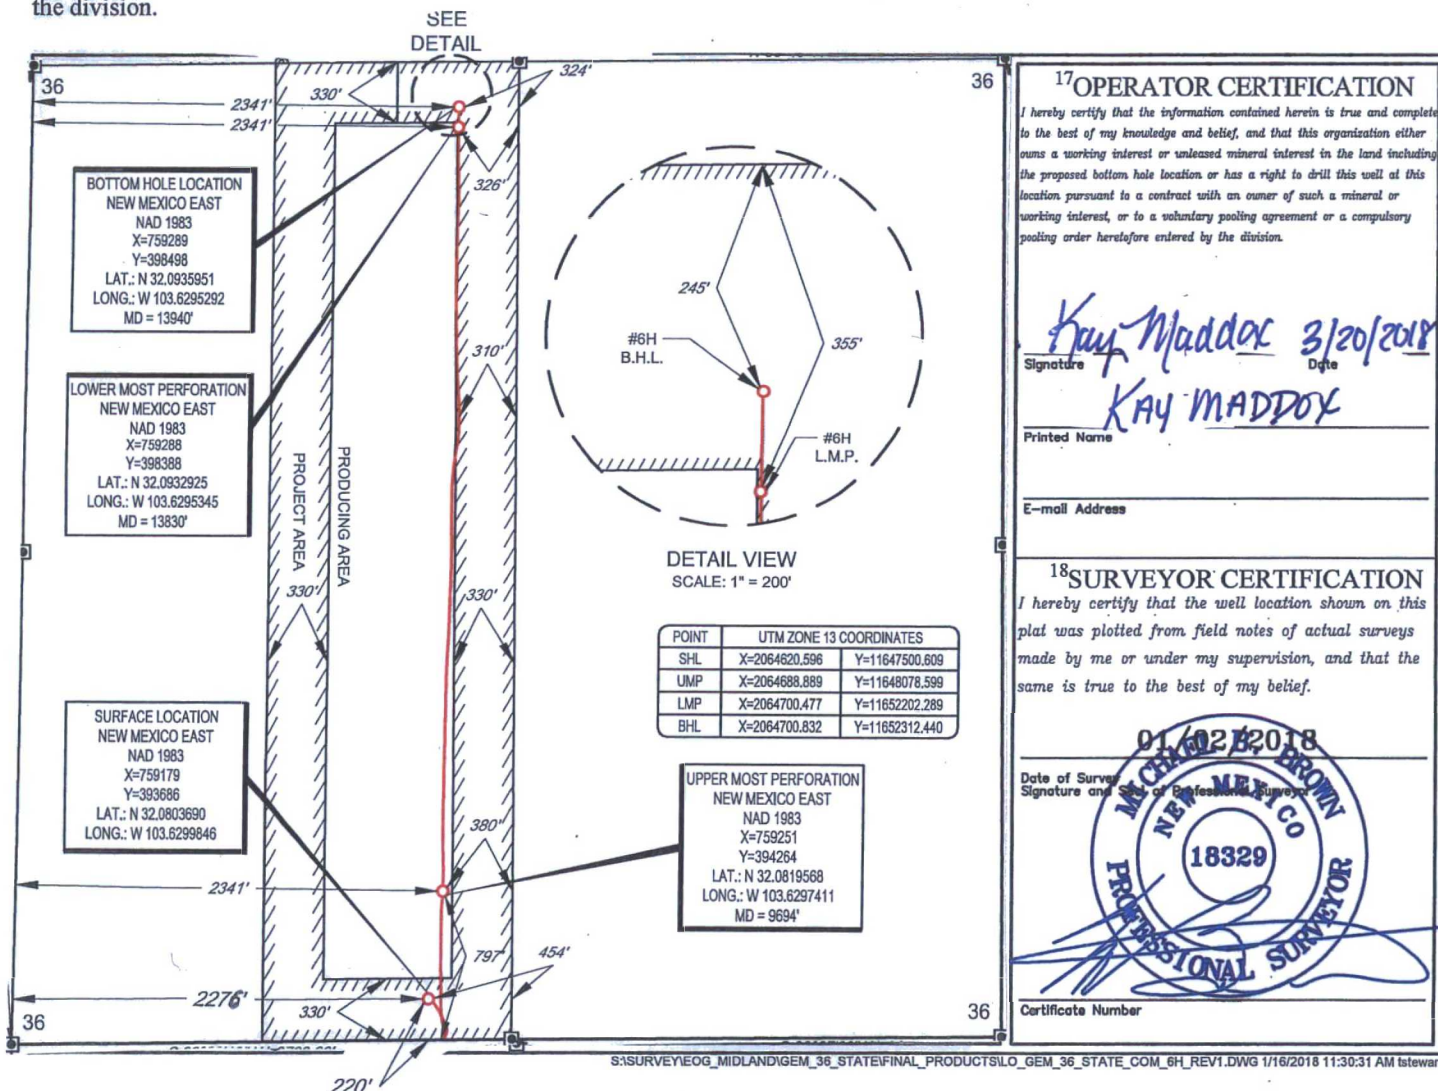 the division.
SEE
DETAIL
36
36
324'
330'
2341'
2341'
326'
BOTTOM HOLE LOCATION
NEW MEXICO EAST
NAD 1983
X=759289
Y=398498
LAT.: N 32.0935951
LONG.: W 103.6295292
MD = 13940'
LOWER MOST PERFORATION
NEW MEXICO EAST
NAD 1983
X=759288
Y=398388
LAT.: N 32.0932925
LONG.: W 103.6295345
MD = 13830'
310'
PROJECT AREA
PRODUCING AREA
330'
330'
245'
355'
#6H
B.H.L.
#6H
L.M.P.
DETAIL VIEW
SCALE: 1" = 200'
POINT UTM ZONE 13 COORDINATES
SHL X=2064620.596 Y=11647500.609
UMP X=2064688.889 Y=11648078.599
LMP X=2064700.477 Y=11652202.289
BHL X=2064700.832 Y=11652312.440
SURFACE LOCATION
NEW MEXICO EAST
NAD 1983
X=759179
Y=393686
LAT.: N 32.0803690
LONG.: W 103.6299846
UPPER MOST PERFORATION
NEW MEXICO EAST
NAD 1983
X=759251
Y=394264
LAT.: N 32.0819568
LONG.: W 103.6297411
MD = 9694'
380'
2341'
797'
454'
2276'
330'
36
36
220'
17OPERATOR CERTIFICATION
I hereby certify that the information contained herein is true and complete
to the best of my knowledge and belief, and that this organization either
owns a working interest or unleased mineral interest in the land including
the proposed bottom hole location or has a right to drill this well at this
location pursuant to a contract with an owner of such a mineral or
working interest, or to a voluntary pooling agreement or a compulsory
pooling order heretofore entered by the division.
Kay Maddox 3/20/2018
Signature Date
KAY MADDOX
Printed Name
E-mail Address
18SURVEYOR CERTIFICATION
I hereby certify that the well location shown on this
plat was plotted from field notes of actual surveys
made by me or under my supervision, and that the
same is true to the best of my belief.
01/02/2018
Date of Survey
Signature and Seal of Professional Surveyor
MICHAEL B. BROWN
NEW MEXICO
18329
PROFESSIONAL SURVEYOR
Certificate Number
S:\SURVEY\EOG_MIDLAND\GEM_36_STATE\FINAL_PRODUCTS\LO_GEM_36_STATE_COM_6H_REV1.DWG 1/16/2018 11:30:31 AM tstewar